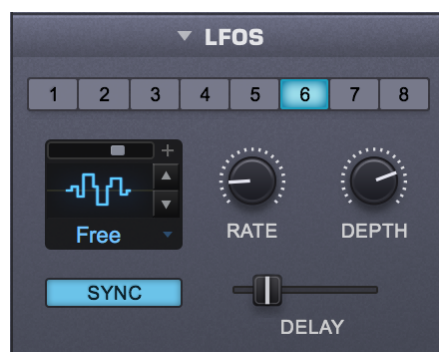 LFOS
1 2 3 4 5 6 7 8
Free
RATE DEPTH
SYNC
DELAY